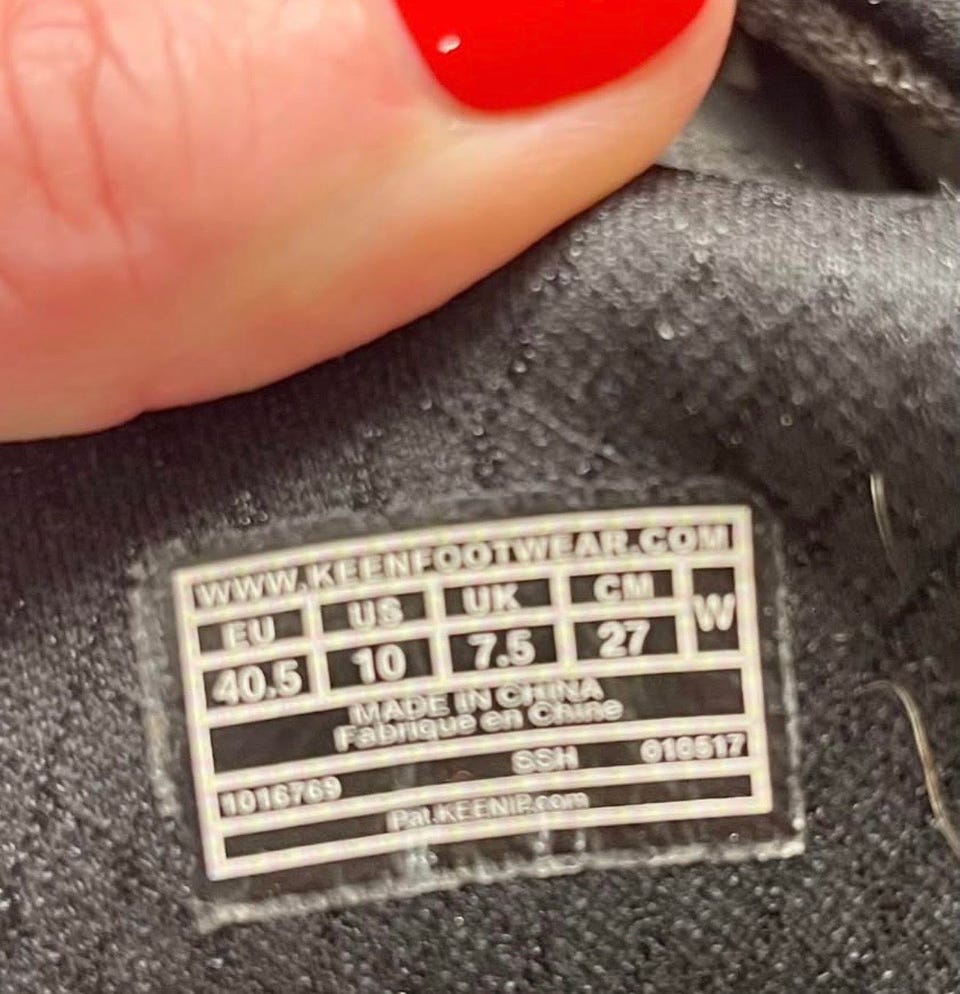 WWW.KEENFOOTWEAR.COM
EU US UK CM W
40.5 10 7.5 27
MADE IN CHINA
Fabriqué en Chine
1016769 SSH 010517
Pat.KEENIP.com